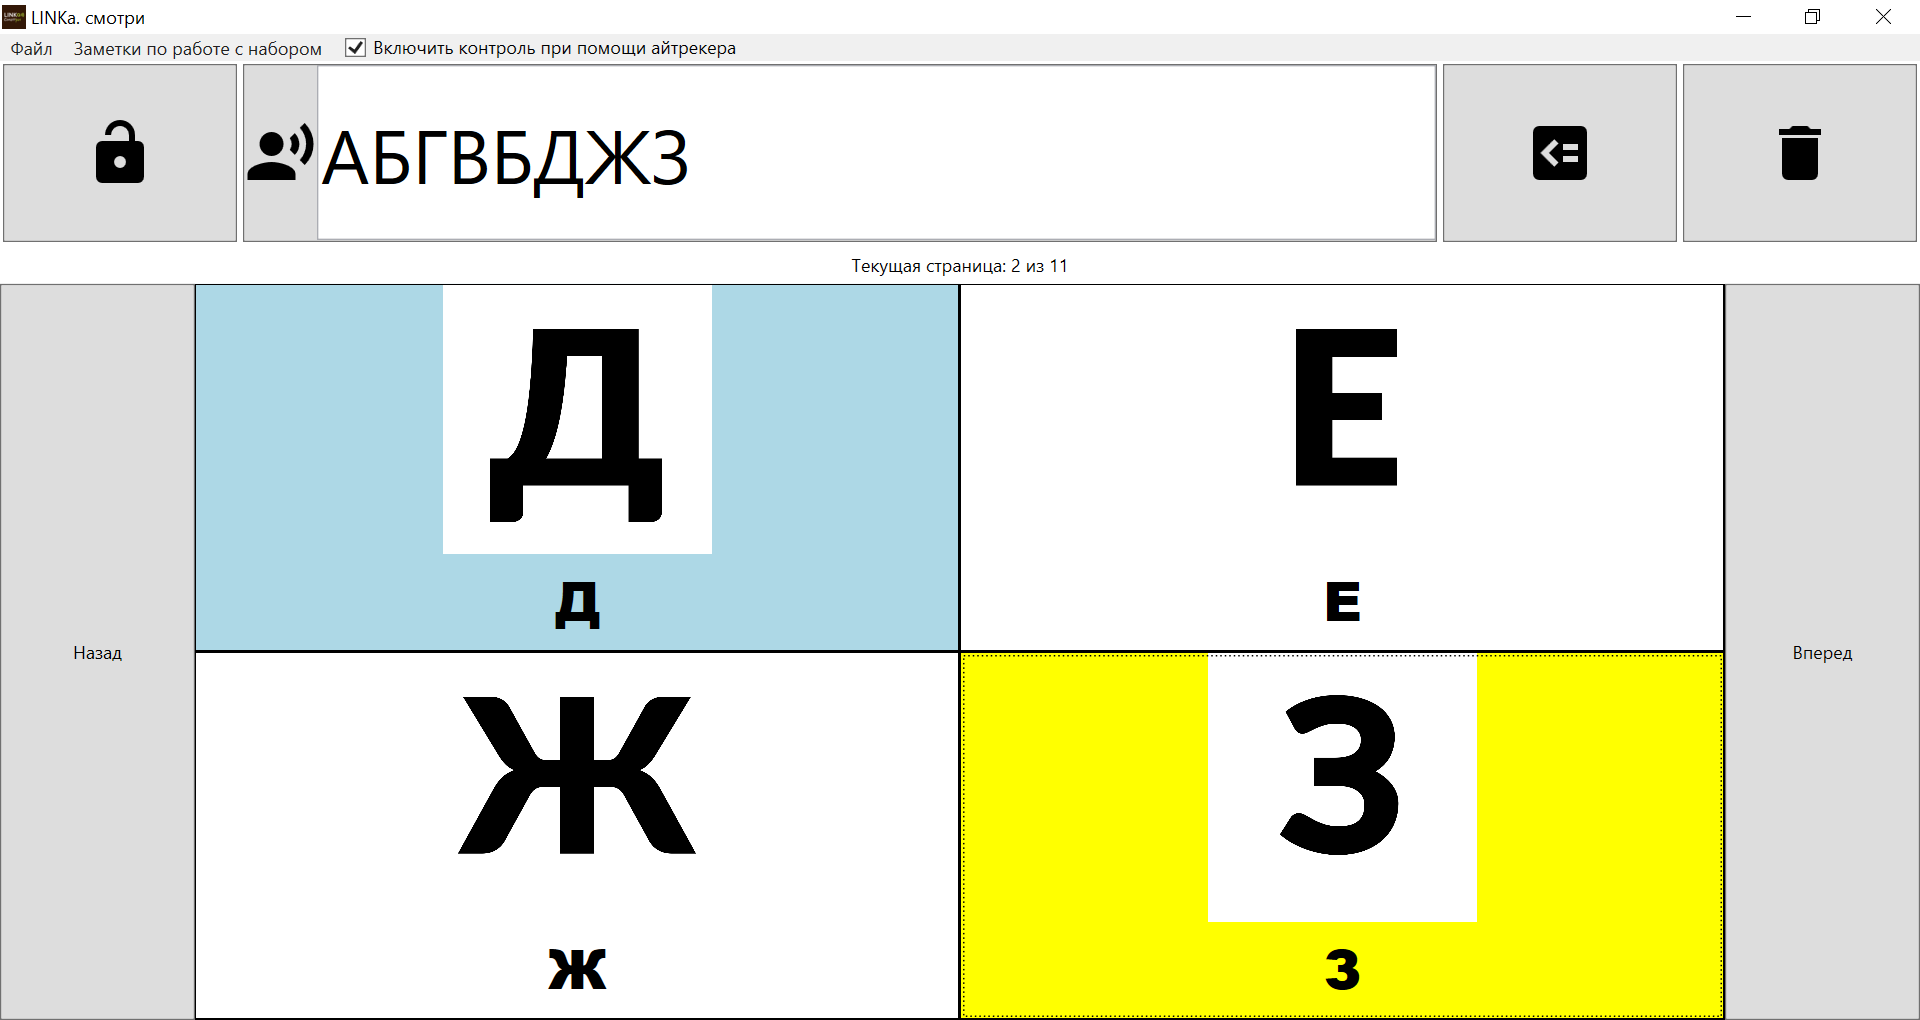 LINKa. смотри
Файл Заметки по работе с набором Включить контроль при помощи айтрекера
АБГВБДЖЗ
Текущая страница: 2 из 11
Д Е
Д Е
Назад Вперед
Ж З
Ж З